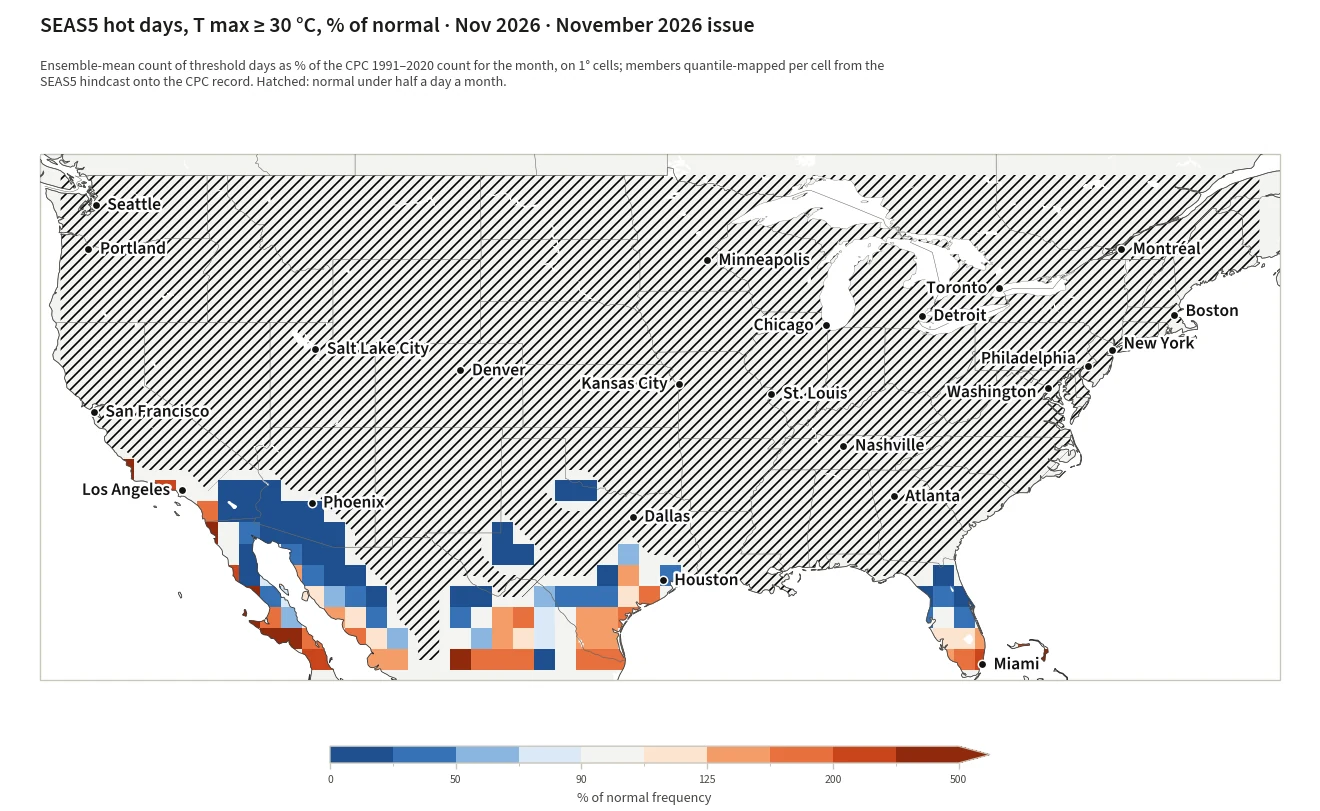 SEAS5 hot days, T max ≥ 30 °C, % of normal · Nov 2026 · November 2026 issue
Ensemble-mean count of threshold days as % of the CPC 1991–2020 count for the month, on 1° cells; members quantile-mapped per cell from the
SEAS5 hindcast onto the CPC record. Hatched: normal under half a day a month.
Seattle
Portland
Montréal
Minneapolis
Toronto
Boston
Detroit
Chicago
New York
Salt Lake City
Philadelphia
Denver
Kansas City
Washington
St. Louis
San Francisco
Nashville
Los Angeles
Atlanta
Phoenix
Dallas
Houston
Miami
0 50 90 125 200 500
% of normal frequency